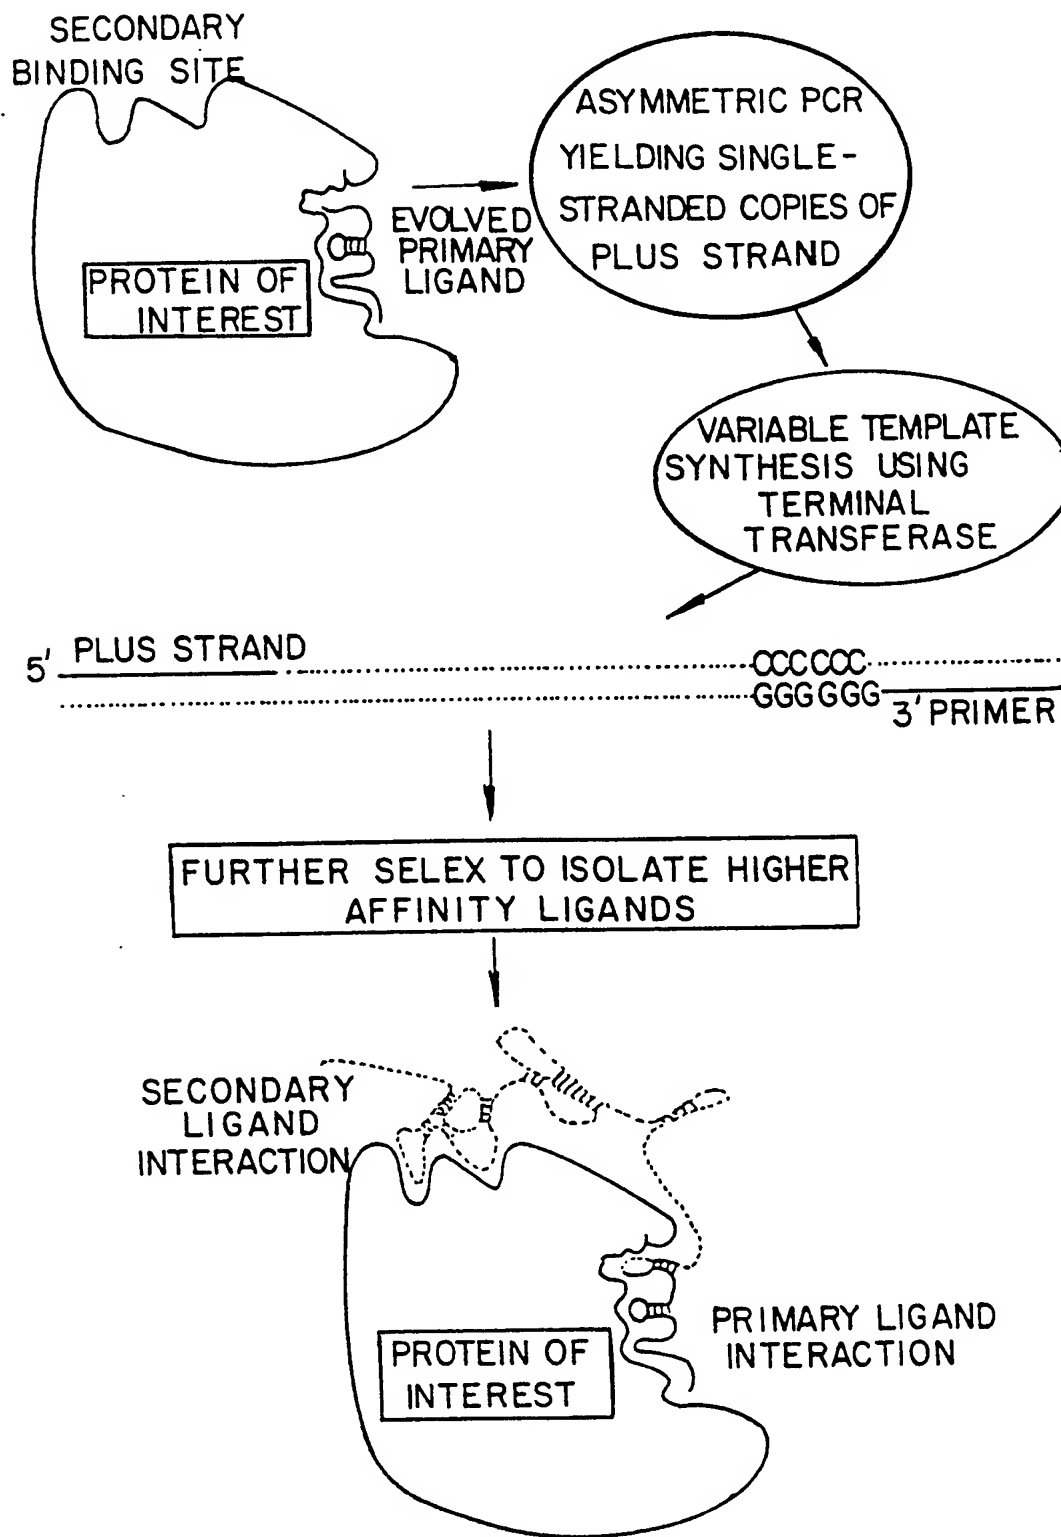 SECONDARY
BINDING SITE
PROTEIN OF
INTEREST
EVOLVED
PRIMARY
LIGAND
ASYMMETRIC PCR
YIELDING SINGLE-
STRANDED COPIES OF
PLUS STRAND
VARIABLE TEMPLATE
SYNTHESIS USING
TERMINAL
TRANSFERASE
5' PLUS STRAND
CCCCCC
GGGGGG
3' PRIMER
FURTHER SELEX TO ISOLATE HIGHER
AFFINITY LIGANDS
SECONDARY
LIGAND
INTERACTION
PROTEIN OF
INTEREST
PRIMARY LIGAND
INTERACTION